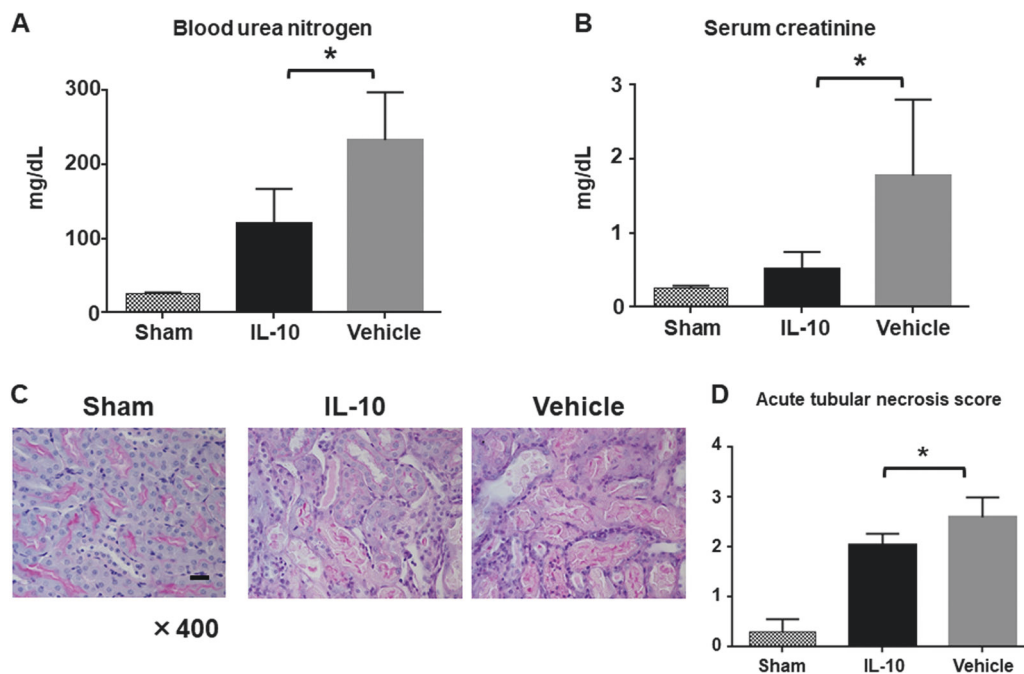 A
Blood urea nitrogen
*
300
200
100
0
mg/dL
Sham
IL-10
Vehicle
B
Serum creatinine
*
3
2
1
0
mg/dL
Sham
IL-10
Vehicle
C
Sham
IL-10
Vehicle
× 400
D
Acute tubular necrosis score
*
4
3
2
1
0
Sham
IL-10
Vehicle